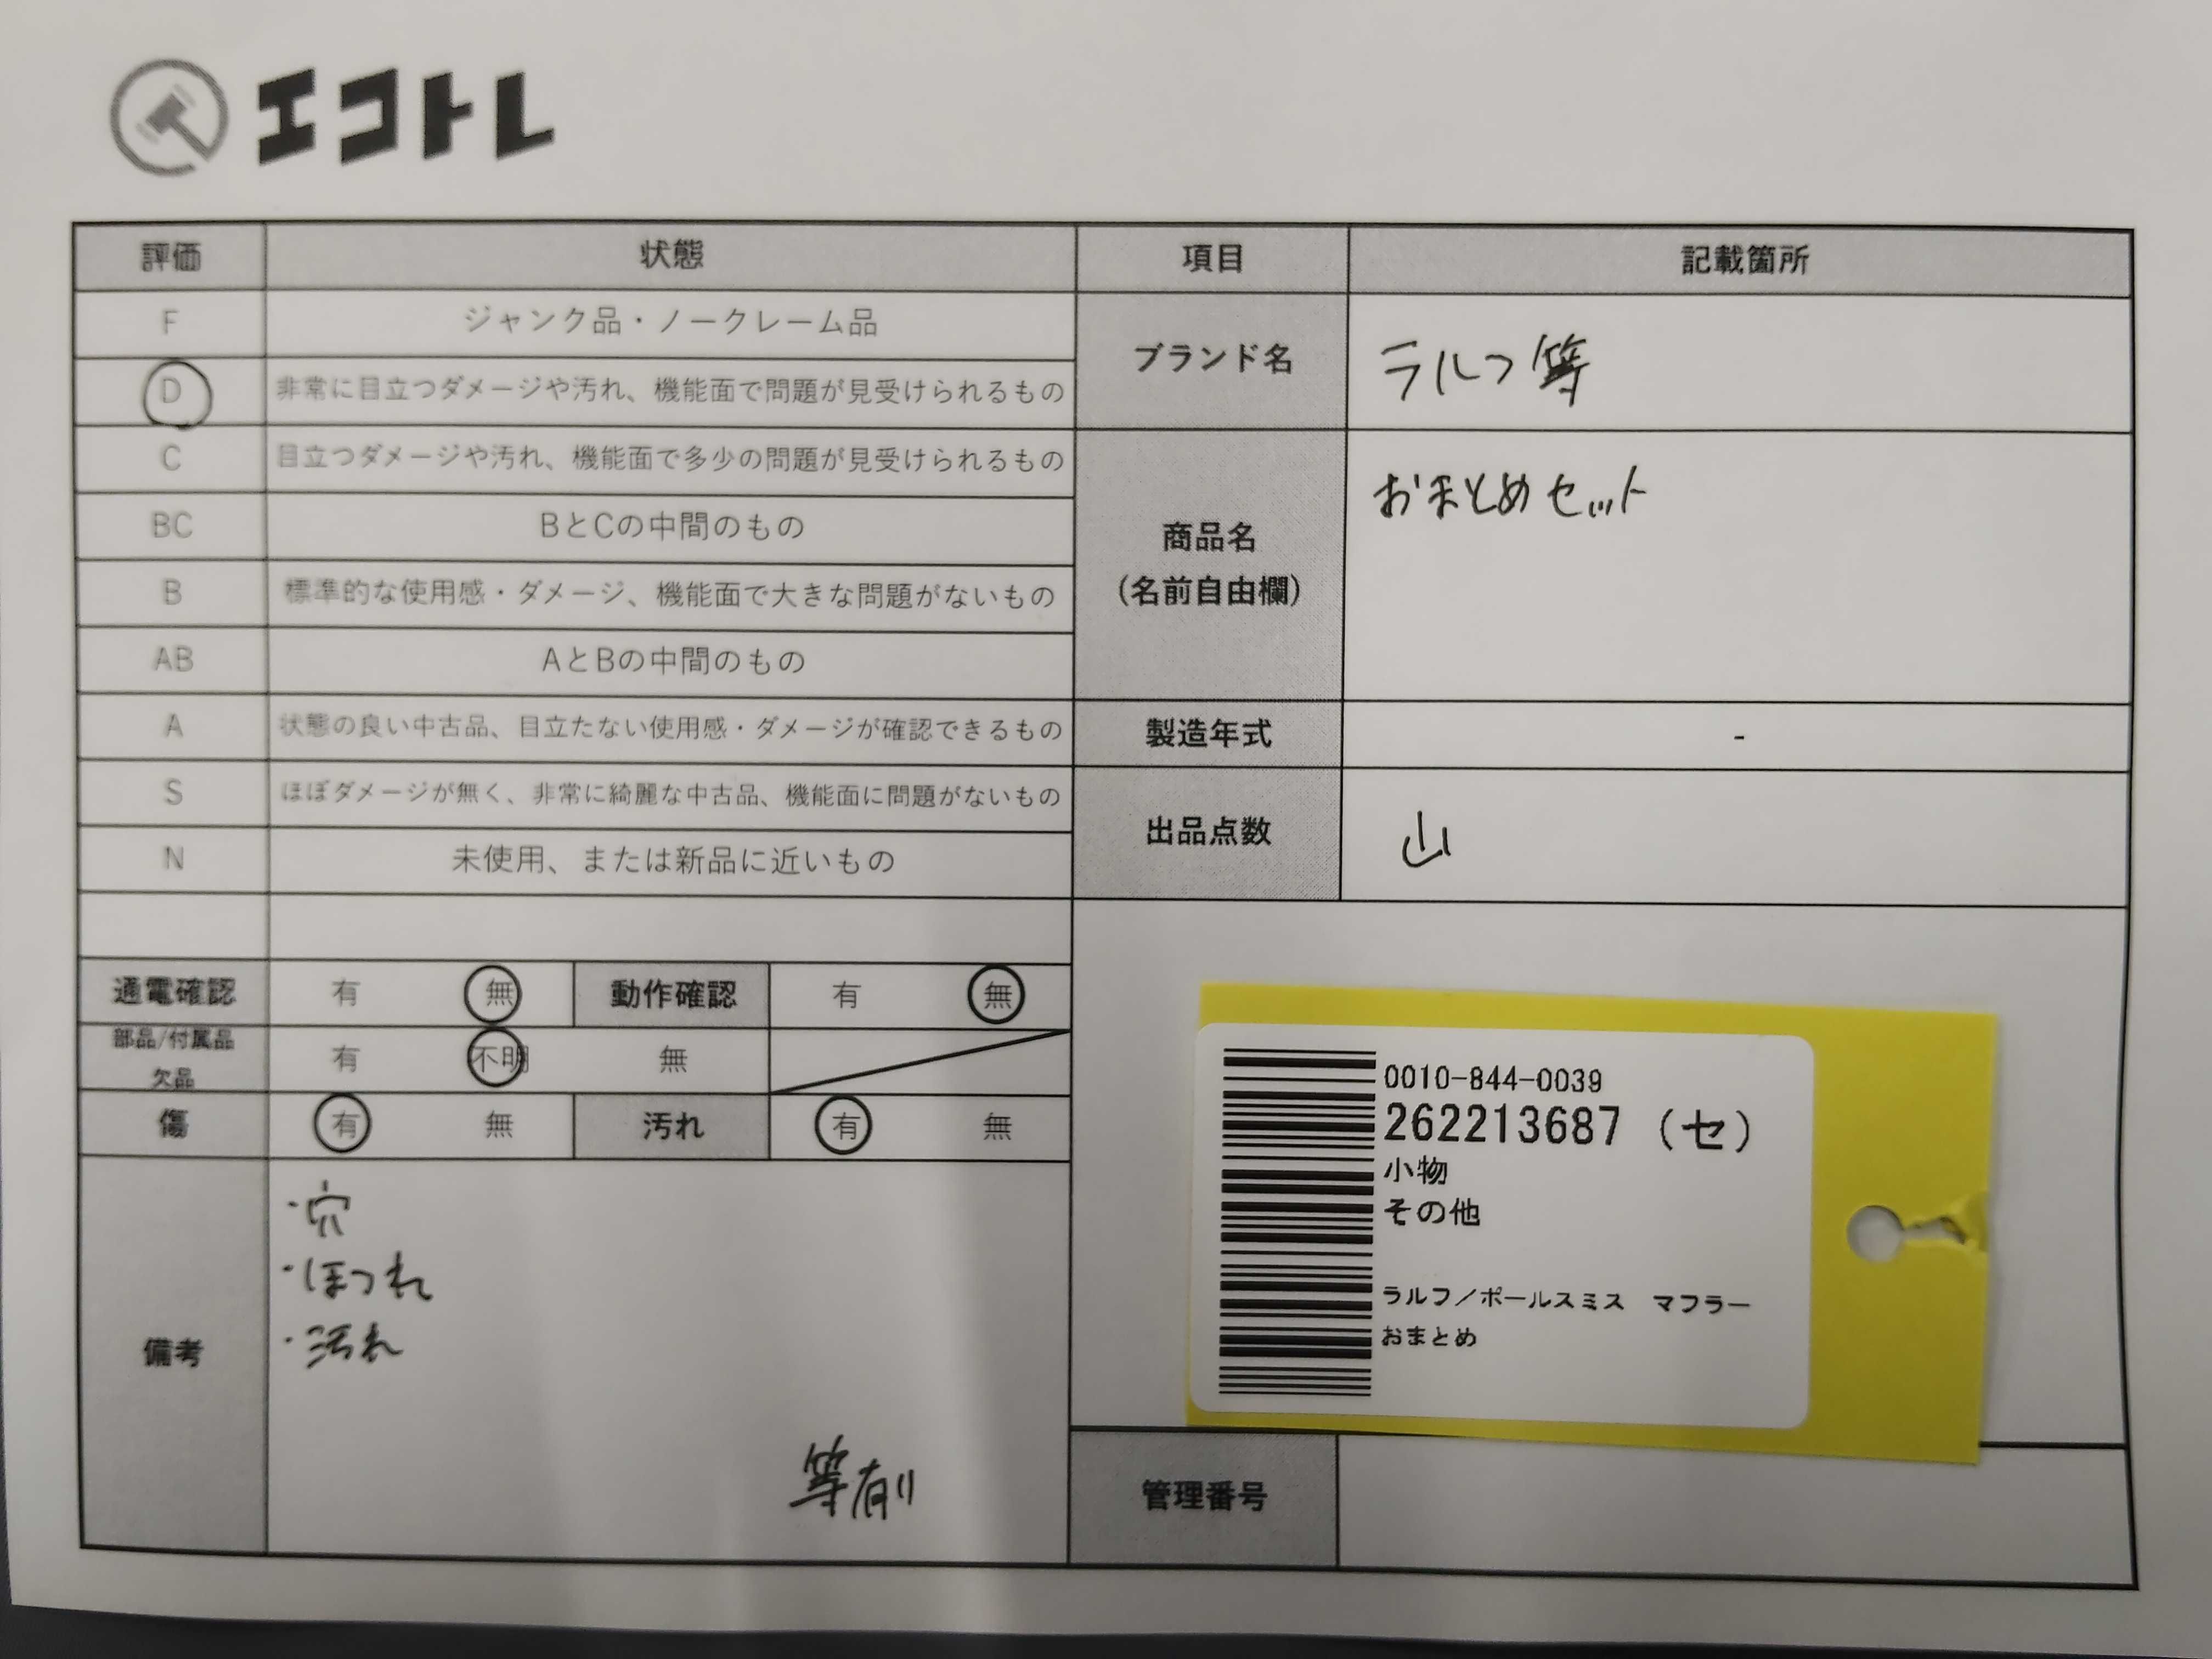 エコトレ
評価 状態 項目 記載箇所
F ジャンク品・ノークレーム品
D 非常に目立つダメージや汚れ、機能面で問題が見受けられるもの
C 目立つダメージや汚れ、機能面で多少の問題が見受けられるもの
BC BとCの中間のもの
B 標準的な使用感・ダメージ、機能面で大きな問題がないもの
AB AとBの中間のもの
A 状態の良い中古品、目立たない使用感・ダメージが確認できるもの
S ほぼダメージが無く、非常に綺麗な中古品、機能面に問題がないもの
N 未使用、または新品に近いもの
ブランド名 ラルフ等
商品名
(名前自由欄)
おまとめセット
製造年式 -
出品点数 山
通電確認 有 無 動作確認 有 無
部品/付属品
欠品
有 不明 無
傷 有 無 汚れ 有 無
備考
・穴
・ほつれ
・汚れ
等有り
0010-844-0039
262213687 (セ)
小物
その他
ラルフ/ポールスミス マフラー
おまとめ
管理番号